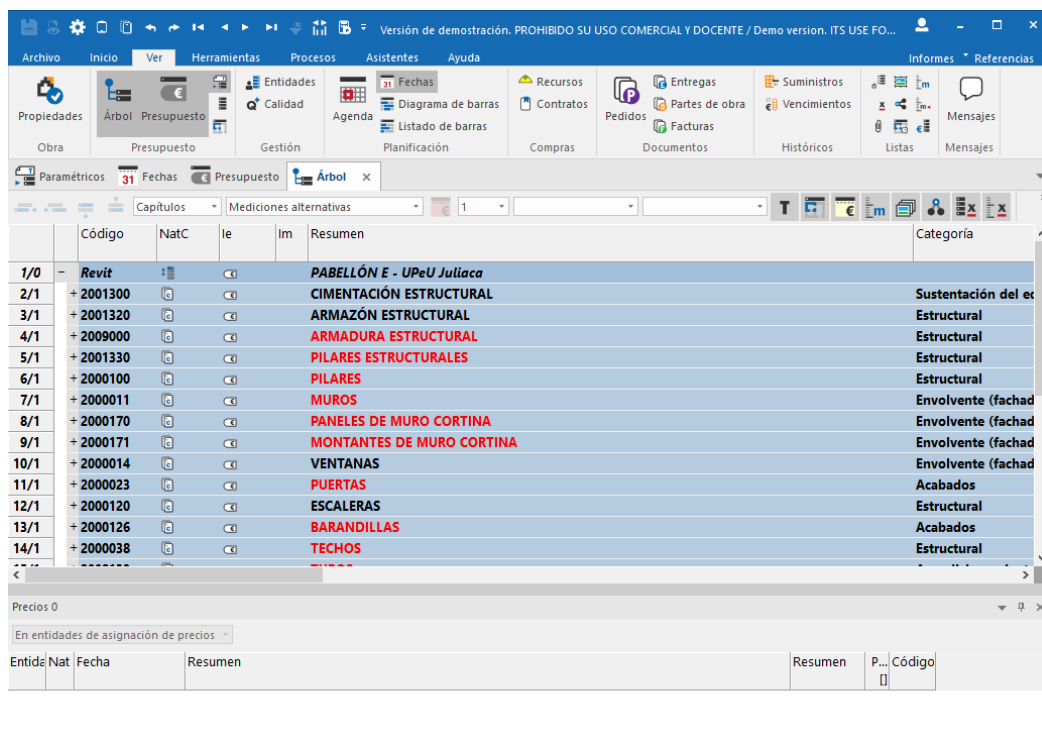 Versión de demostración. PROHIBIDO SU USO COMERCIAL Y DOCENTE / Demo version. ITS USE FO...
Archivo Inicio Ver Herramientas Procesos Asistentes Ayuda Informes Referencias
Propiedades Árbol Presupuesto Entidades Calidad Agenda Fechas Diagrama de barras Listado de barras Recursos Contratos Pedidos Entregas Partes de obra Facturas Suministros Vencimientos Mensajes
Obra Presupuesto Gestión Planificación Compras Documentos Históricos Listas Mensajes
Paramétricos 31 Fechas Presupuesto Árbol
Capítulos Mediciones alternativas 1
Código NatC Ie Im Resumen Categoría
1/0 − Revit PABELLÓN E - UPeU Juliaca
2/1 + 2001300 CIMENTACIÓN ESTRUCTURAL Sustentación del ec
3/1 + 2001320 ARMAZÓN ESTRUCTURAL Estructural
4/1 + 2009000 ARMADURA ESTRUCTURAL Estructural
5/1 + 2001330 PILARES ESTRUCTURALES Estructural
6/1 + 2000100 PILARES Estructural
7/1 + 2000011 MUROS Envolvente (fachad
8/1 + 2000170 PANELES DE MURO CORTINA Envolvente (fachad
9/1 + 2000171 MONTANTES DE MURO CORTINA Envolvente (fachad
10/1 + 2000014 VENTANAS Envolvente (fachad
11/1 + 2000023 PUERTAS Acabados
12/1 + 2000120 ESCALERAS Estructural
13/1 + 2000126 BARANDILLAS Acabados
14/1 + 2000038 TECHOS Estructural
Precios 0
En entidades de asignación de precios
Entida Nat Fecha Resumen Resumen P... Código
[]